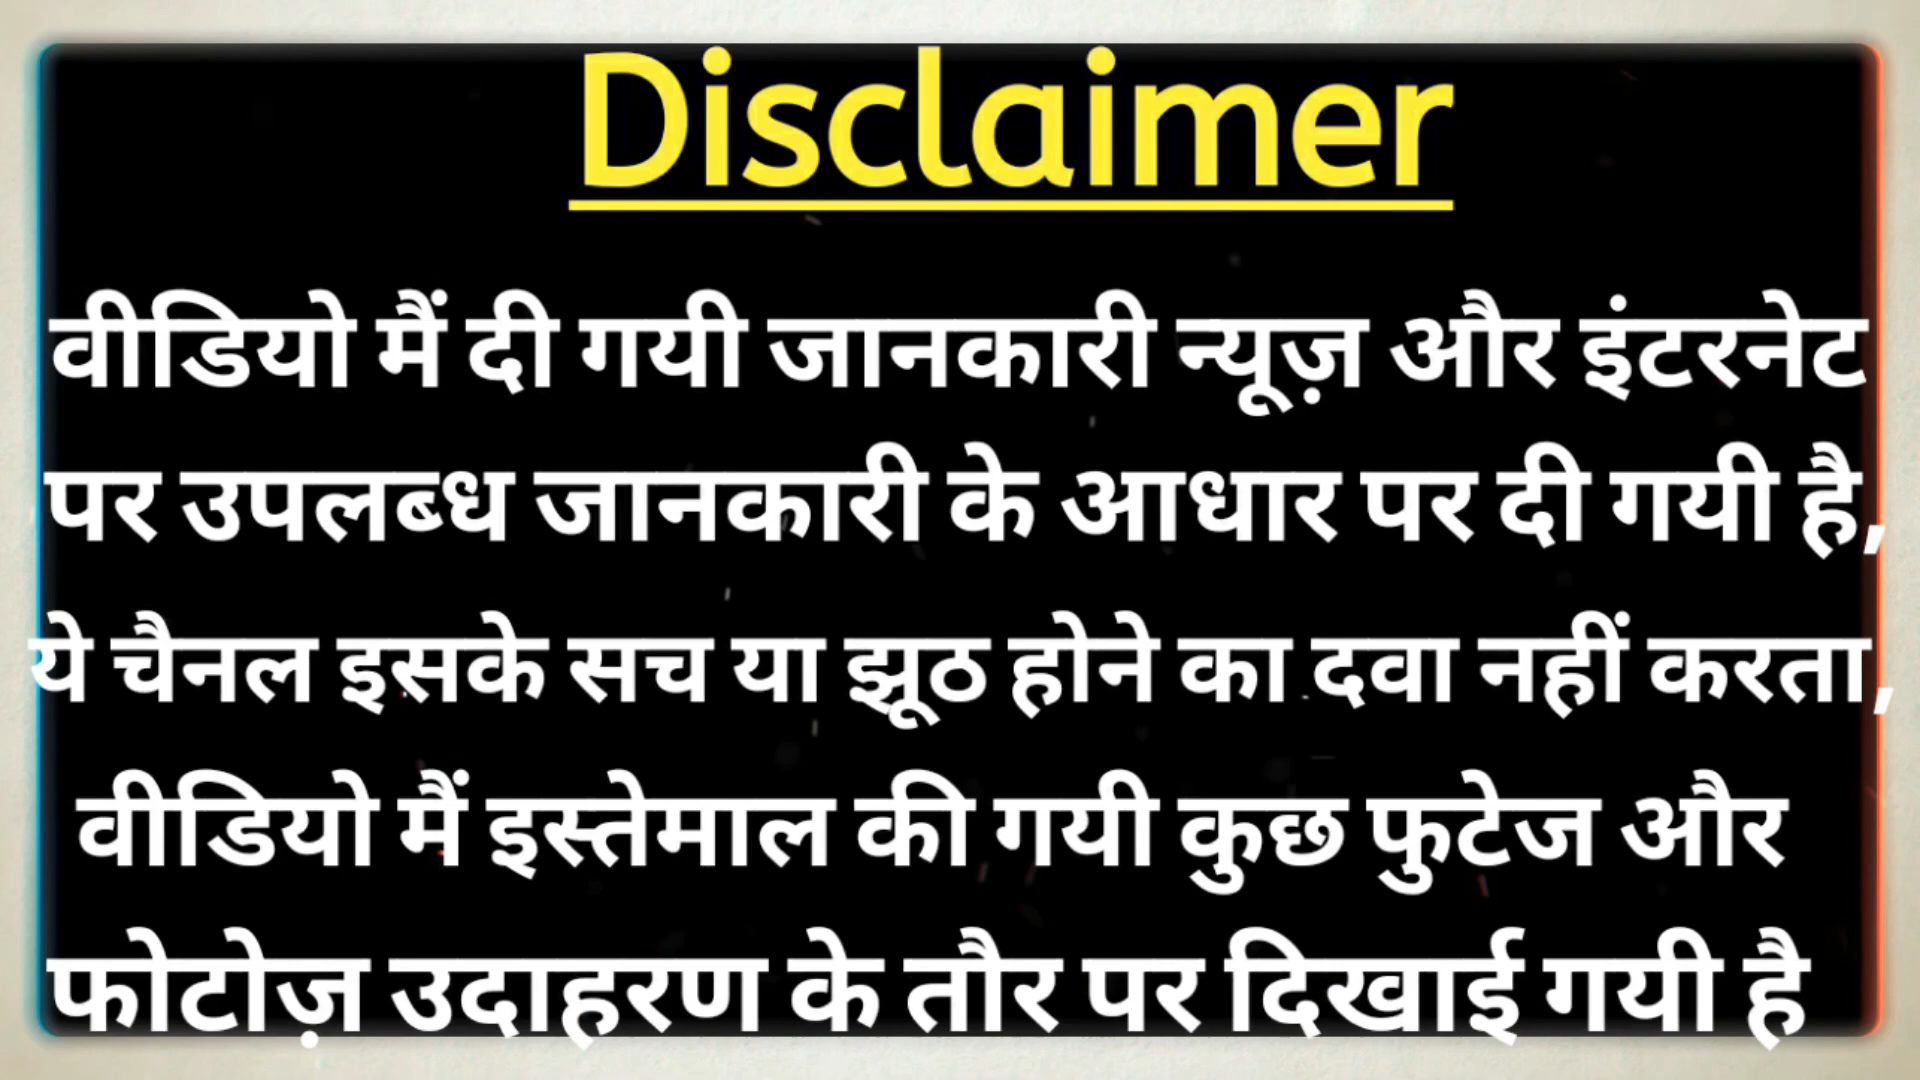 Disclaimer
वीडियो मैं दी गयी जानकारी न्यूज़ और इंटरनेट
पर उपलब्ध जानकारी के आधार पर दी गयी है,
ये चैनल इसके सच या झूठ होने का दवा नहीं करता,
वीडियो मैं इस्तेमाल की गयी कुछ फुटेज और
फोटोज़ उदाहरण के तौर पर दिखाई गयी है